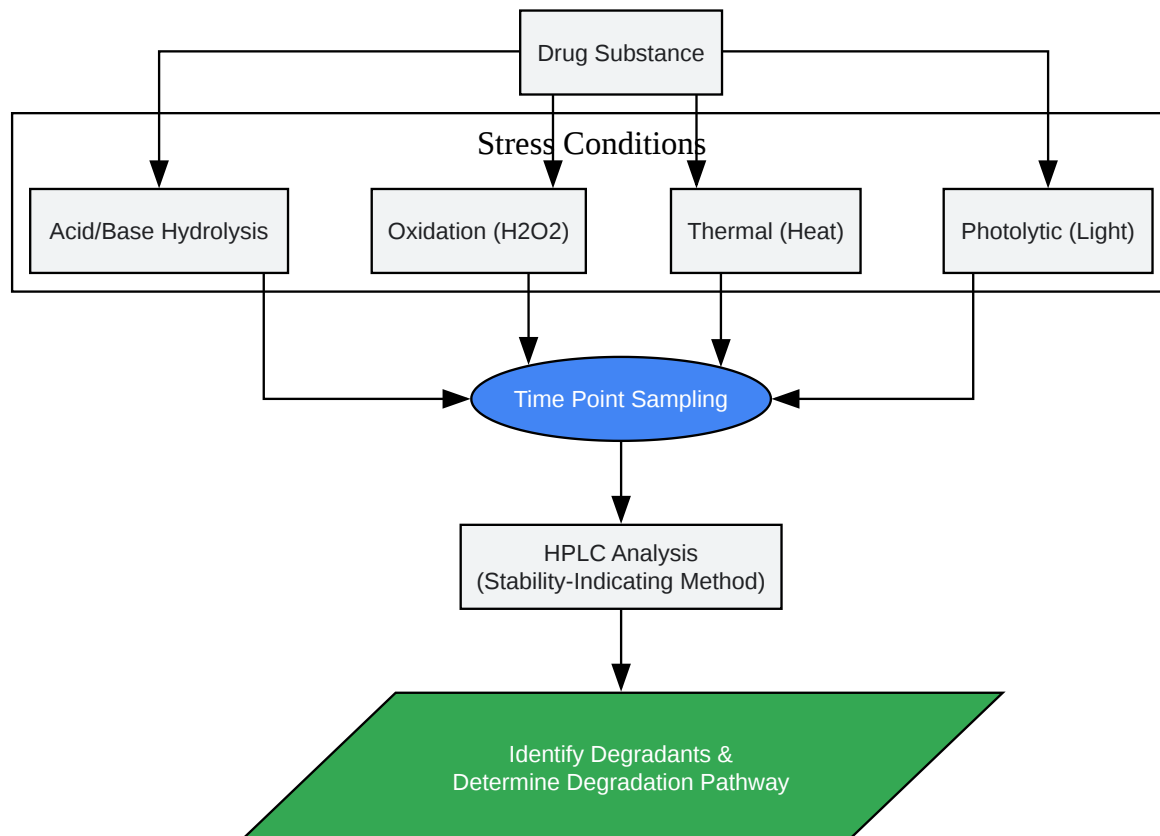 Drug Substance
Stress Conditions
Acid/Base Hydrolysis
Oxidation (H2O2)
Thermal (Heat)
Photolytic (Light)
Time Point Sampling
HPLC Analysis
(Stability-Indicating Method)
Identify Degradants &
Determine Degradation Pathway